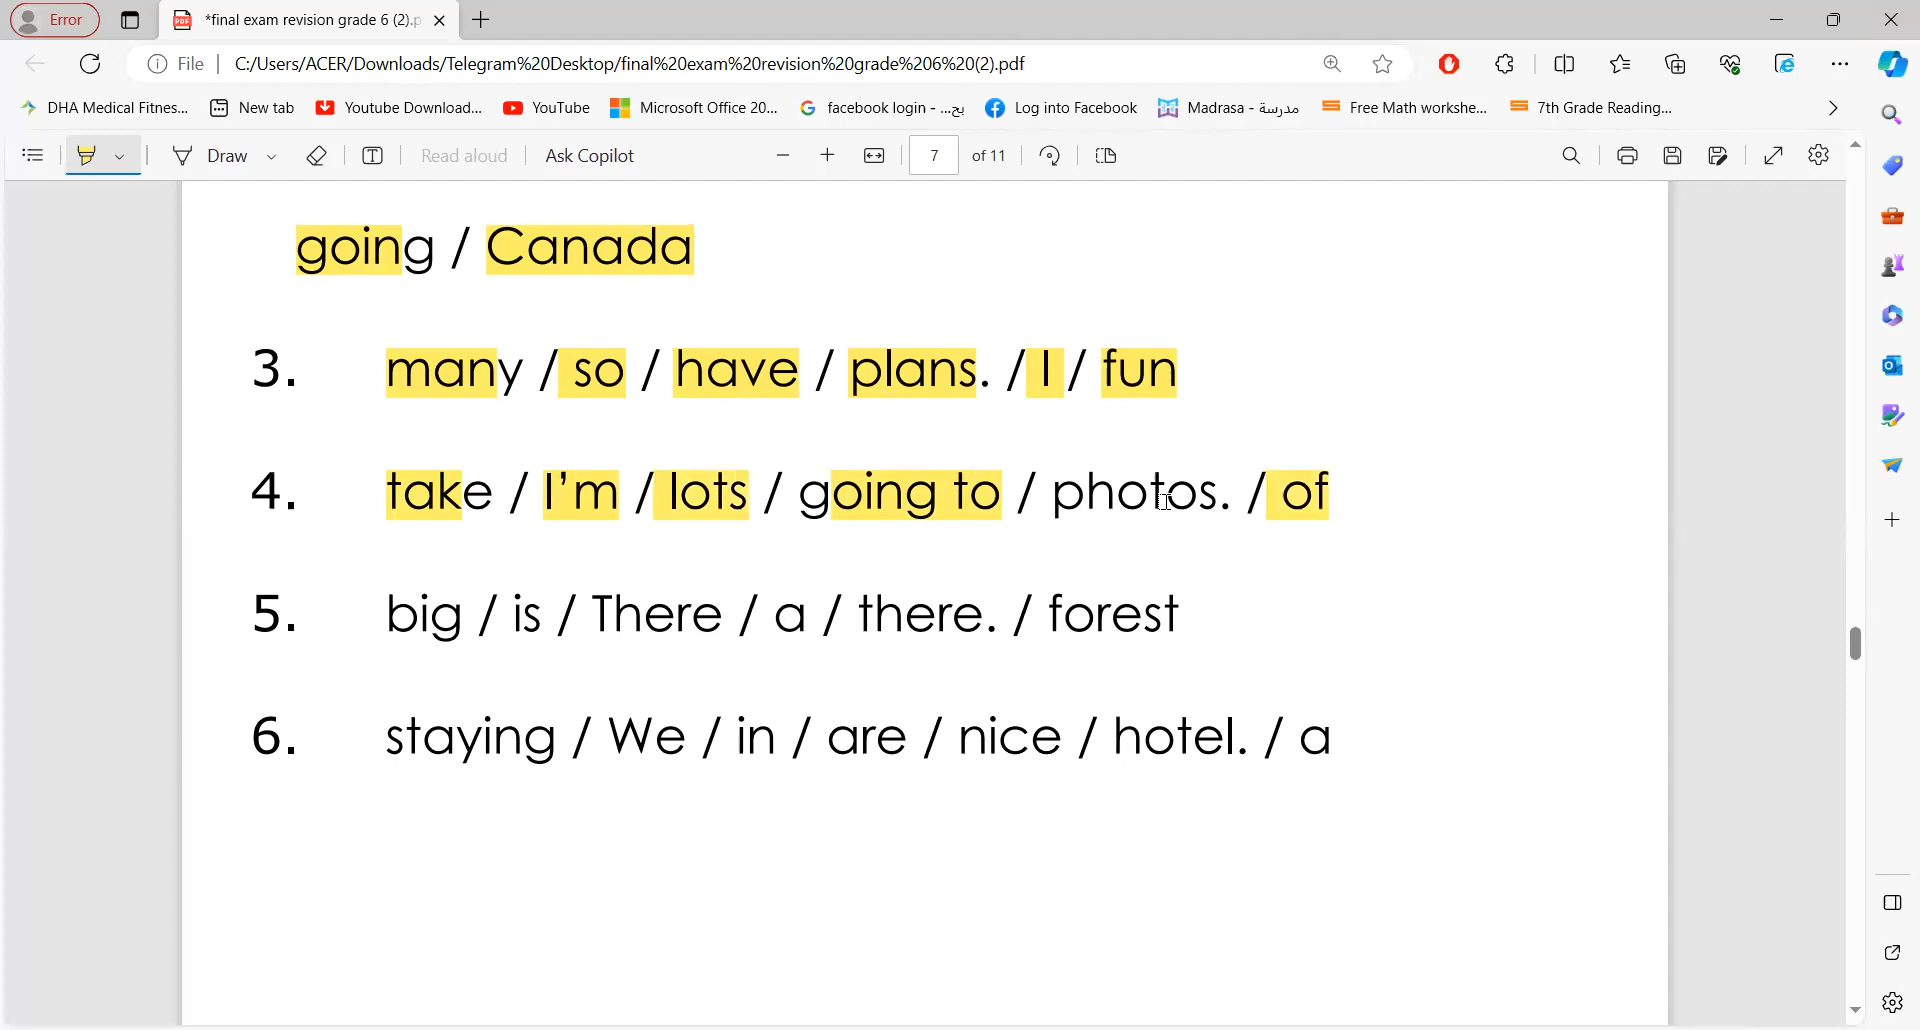 Error
*final exam revision grade 6 (2).p
File
C:/Users/ACER/Downloads/Telegram%20Desktop/final%20exam%20revision%20grade%206%20(2).pdf
DHA Medical Fitnes... New tab Youtube Download... YouTube Microsoft Office 20... facebook login - ...بح Log into Facebook Madrasa - مدرسة Free Math workshe... 7th Grade Reading...
Draw Read aloud Ask Copilot 7 of 11
going / Canada
3. many / so / have / plans. / I / fun
4. take / I’m / lots / going to / photos. / of
5. big / is / There / a / there. / forest
6. staying / We / in / are / nice / hotel. / a